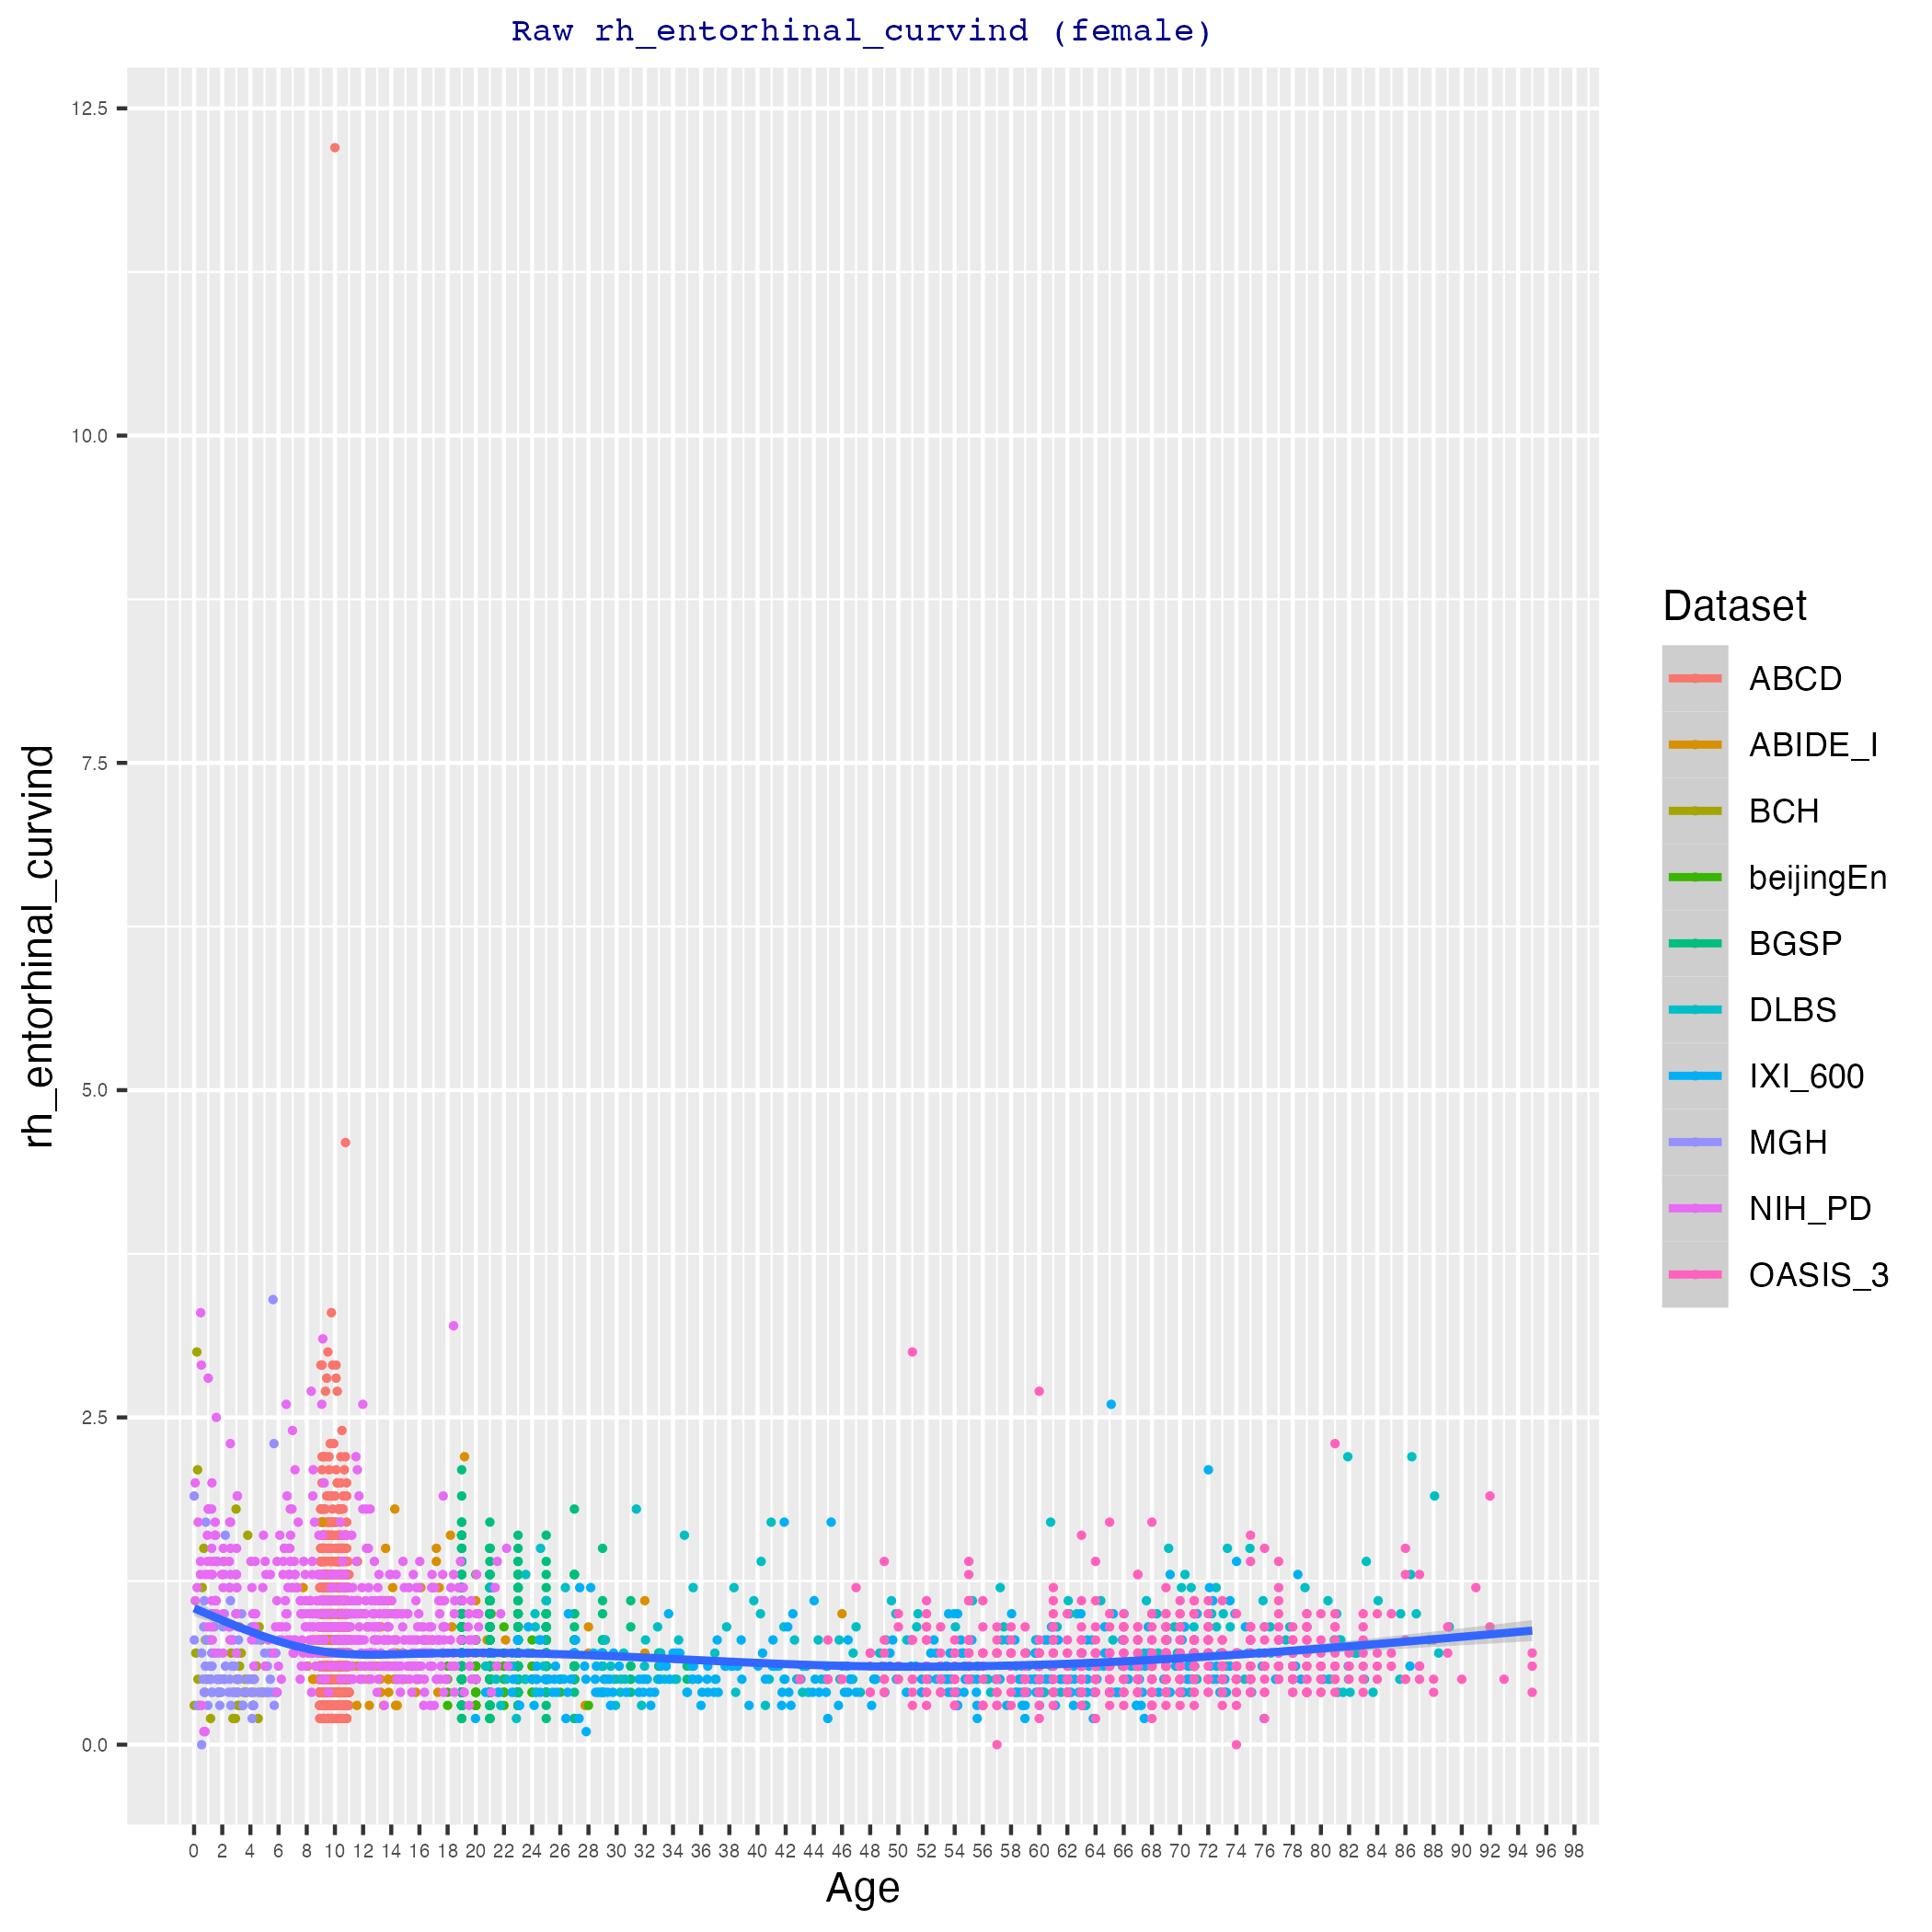 Raw rh_entorhinal_curvind (female)
rh_entorhinal_curvind
12.5
10.0
7.5
5.0
2.5
0.0
0 2 4 6 8 10 12 14 16 18 20 22 24 26 28 30 32 34 36 38 40 42 44 46 48 50 52 54 56 58 60 62 64 66 68 70 72 74 76 78 80 82 84 86 88 90 92 94 96 98
Age
Dataset
ABCD
ABIDE_I
BCH
beijingEn
BGSP
DLBS
IXI_600
MGH
NIH_PD
OASIS_3